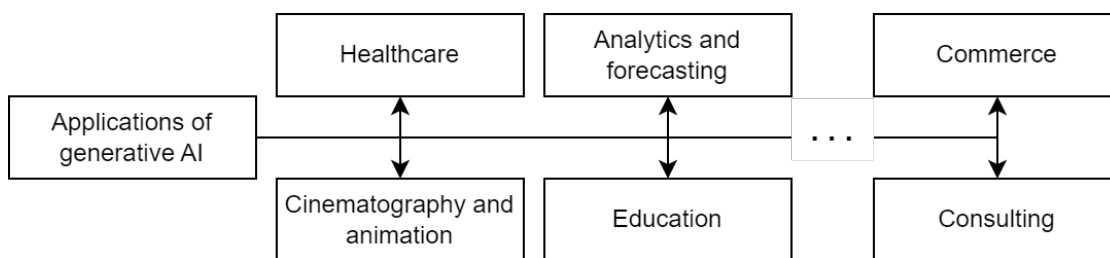 Healthcare
Analytics and
forecasting
Commerce
Applications of
generative AI
. . .
Cinematography and
animation
Education
Consulting